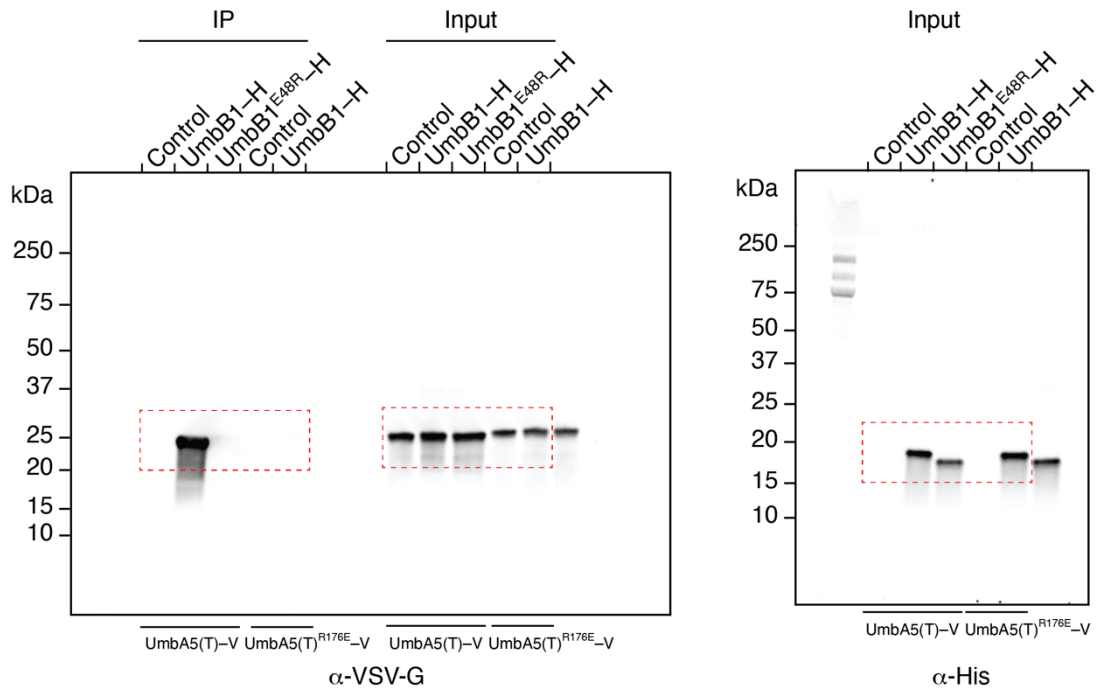 IP
Input
Input
Control
UmbB1–H
UmbB1E48R–H
Control
UmbB1–H
Control
UmbB1–H
UmbB1E48R–H
Control
UmbB1–H
Control
UmbB1–H
UmbB1E48R–H
Control
UmbB1–H
kDa
250
75
50
37
25
20
15
10
kDa
250
75
50
37
25
20
15
10
UmbA5(T)–V
UmbA5(T)R176E–V
UmbA5(T)–V
UmbA5(T)R176E–V
α-VSV-G
UmbA5(T)–V
UmbA5(T)R176E–V
α-His